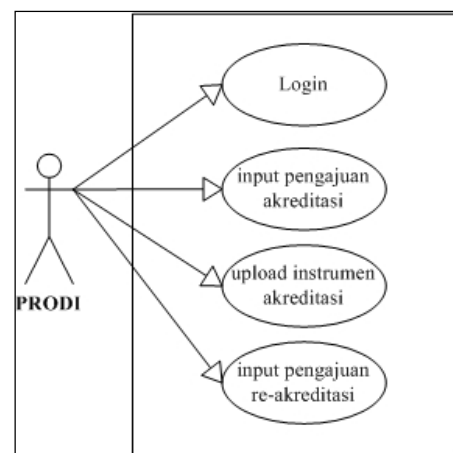 Login
input pengajuan
akreditasi
upload instrumen
akreditasi
PRODI
input pengajuan
re-akreditasi